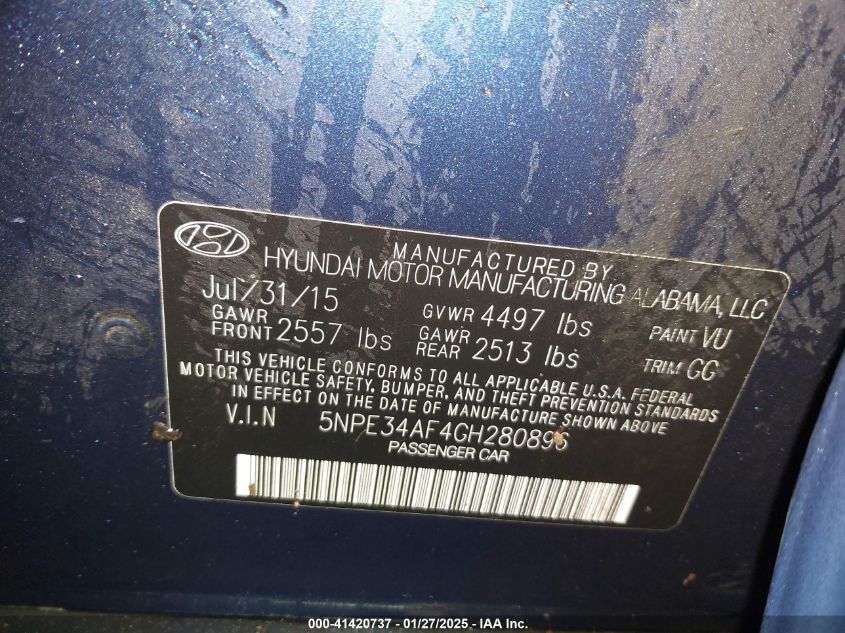 MANUFACTURED BY
HYUNDAI MOTOR MANUFACTURING ALABAMA, LLC
Jul/31/15 GVWR 4497 lbs PAINT VU
GAWR FRONT 2557 lbs GAWR REAR 2513 lbs TRIM GG
THIS VEHICLE CONFORMS TO ALL APPLICABLE U.S.A. FEDERAL
MOTOR VEHICLE SAFETY, BUMPER, AND THEFT PREVENTION STANDARDS
IN EFFECT ON THE DATE OF MANUFACTURE SHOWN ABOVE
V.I.N 5NPE34AF4GH280895
PASSENGER CAR
000-41420737 - 01/27/2025 - IAA Inc.